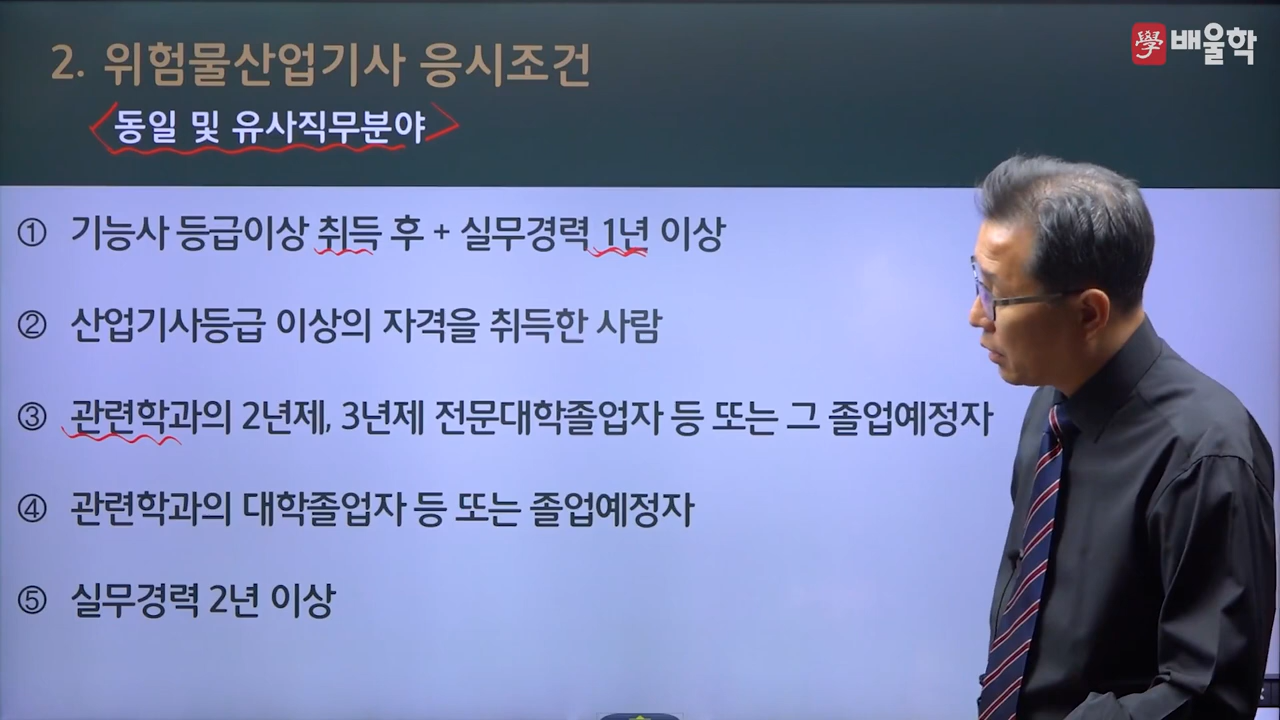 2. 위험물산업기사 응시조건
學 배울학
동일 및 유사직무분야
① 기능사 등급이상 취득 후 + 실무경력 1년 이상
② 산업기사등급 이상의 자격을 취득한 사람
③ 관련학과의 2년제, 3년제 전문대학졸업자 등 또는 그 졸업예정자
④ 관련학과의 대학졸업자 등 또는 졸업예정자
⑤ 실무경력 2년 이상